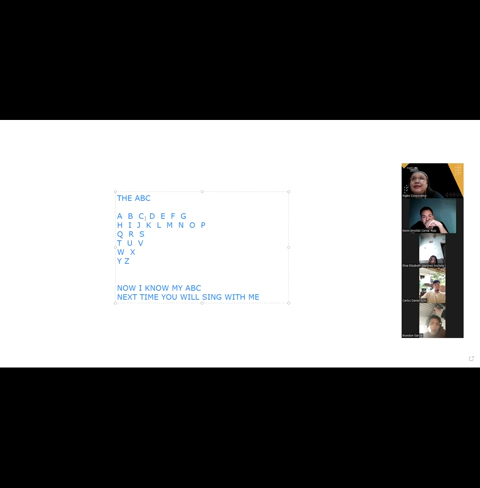 THE ABC
A B C D E F G
H I J K L M N O P
Q R S
T U V
W X
Y Z
NOW I KNOW MY ABC
NEXT TIME YOU WILL SING WITH ME